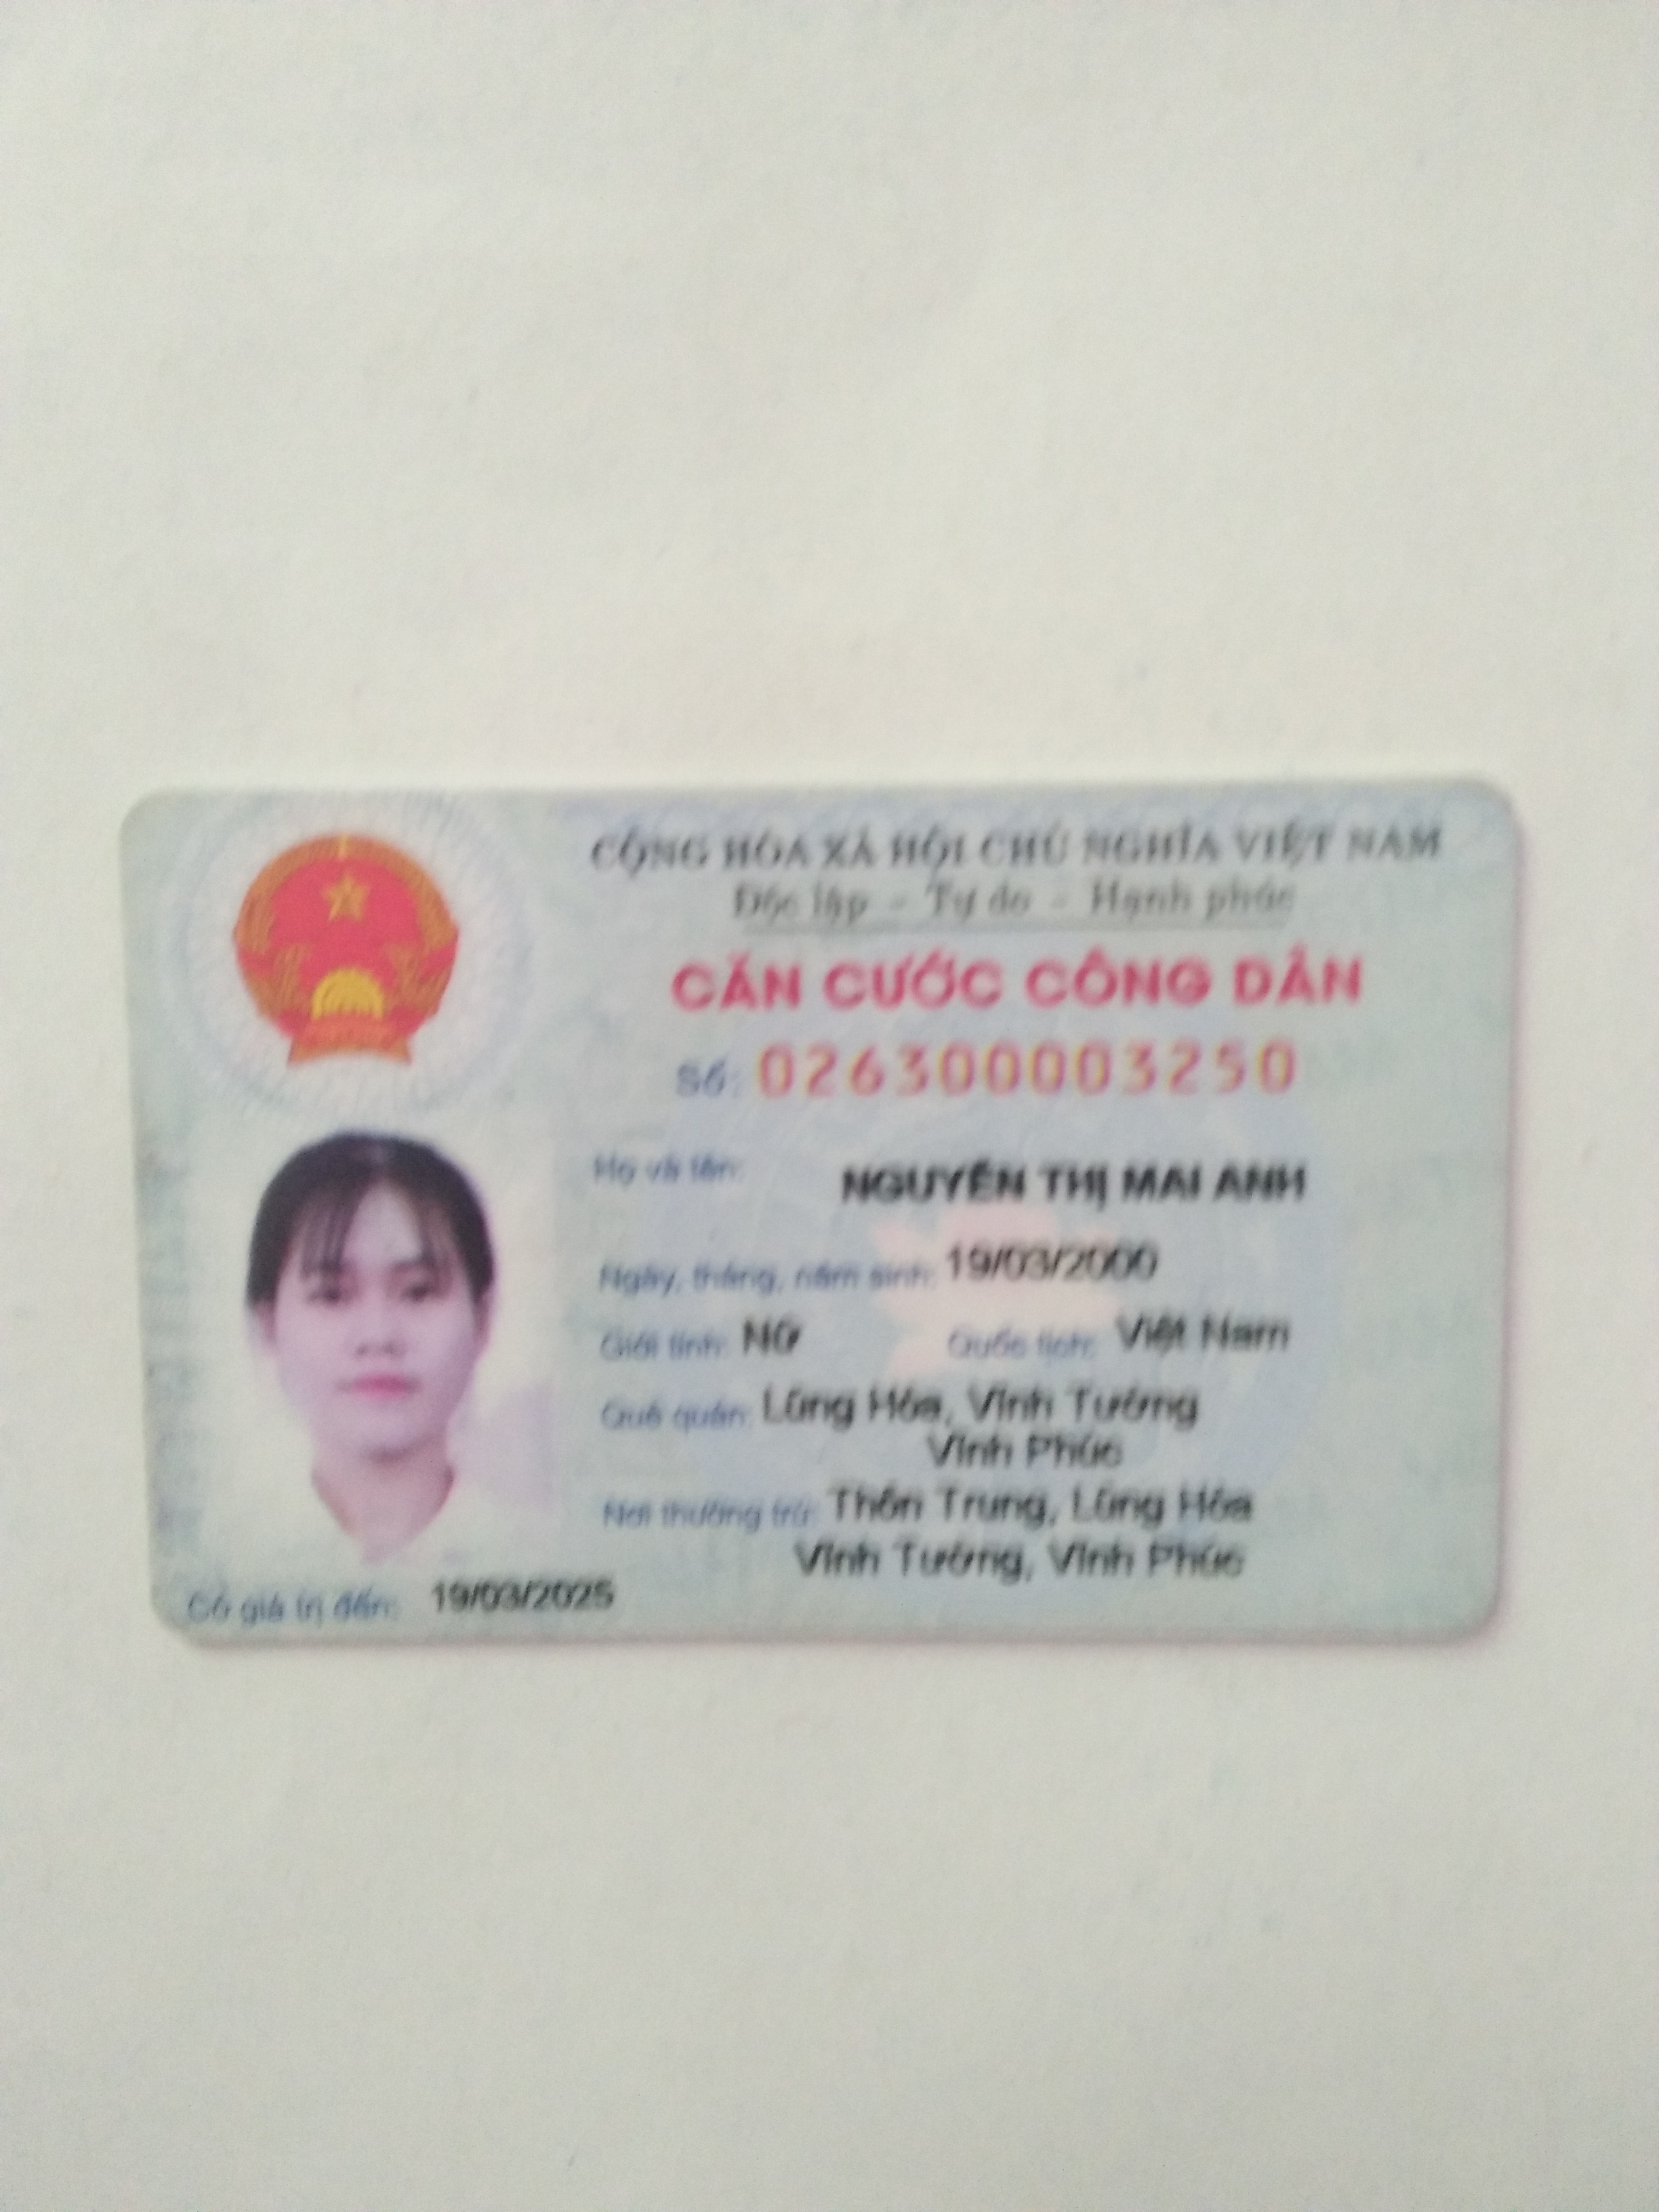 CỘNG HÒA XÃ HỘI CHỦ NGHĨA VIỆT NAM
Độc lập - Tự do - Hạnh phúc
CĂN CƯỚC CÔNG DÂN
Số: 026300003250
Họ và tên: NGUYỄN THỊ MAI ANH
Ngày, tháng, năm sinh: 19/03/2000
Giới tính: Nữ Quốc tịch: Việt Nam
Quê quán: Lũng Hòa, Vĩnh Tường
Vĩnh Phúc
Nơi thường trú: Thôn Trung, Lũng Hòa
Vĩnh Tường, Vĩnh Phúc
Có giá trị đến: 19/03/2025